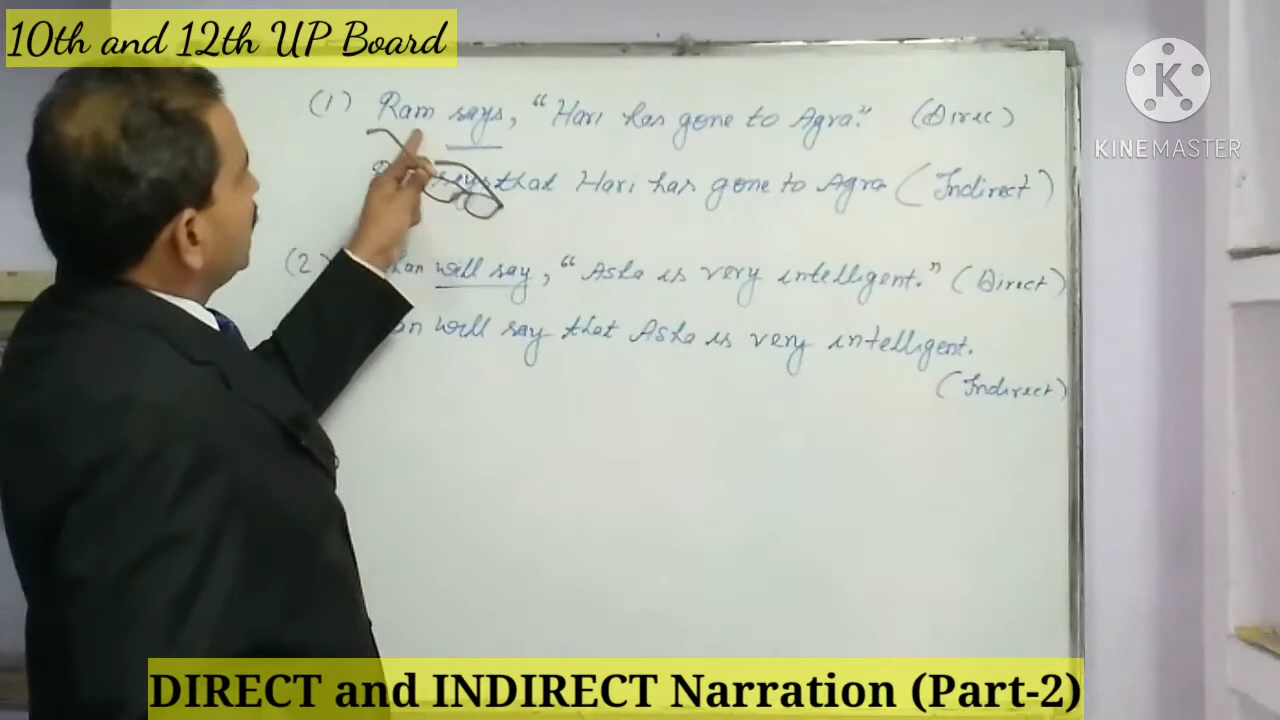 10th and 12th UP Board
(1) Ram says, "Hari has gone to Agra." (Direc)
says that Hari has gone to Agra (Indirect)
(2) will say, "Asha is very intelligent." (Direct)
will say that Asha is very intelligent.
(Indirect)
K
KINEMASTER
DIRECT and INDIRECT Narration (Part-2)